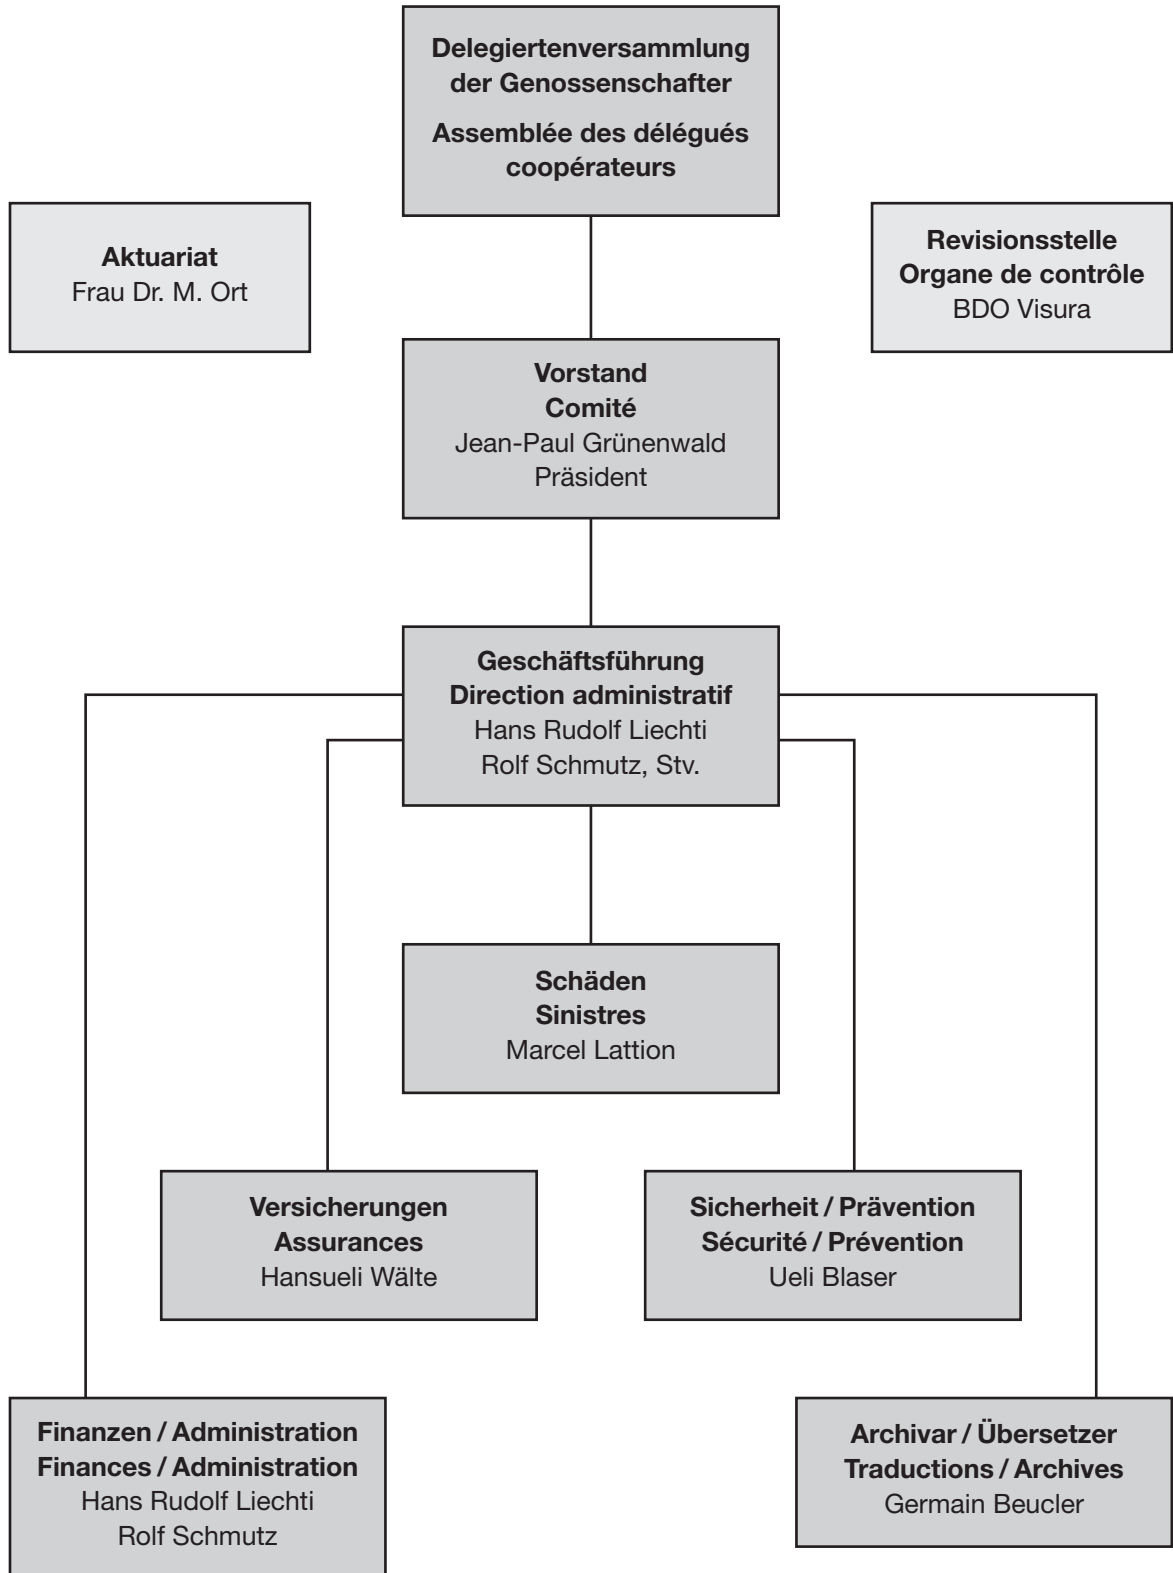 Delegiertenversammlung
der Genossenschafter
Assemblée des délégués
coopérateurs
Aktuariat
Frau Dr. M. Ort
Revisionsstelle
Organe de contrôle
BDO Visura
Vorstand
Comité
Jean-Paul Grünenwald
Präsident
Geschäftsführung
Direction administratif
Hans Rudolf Liechti
Rolf Schmutz, Stv.
Schäden
Sinistres
Marcel Lattion
Versicherungen
Assurances
Hansueli Wälte
Sicherheit / Prävention
Sécurité / Prévention
Ueli Blaser
Finanzen / Administration
Finances / Administration
Hans Rudolf Liechti
Rolf Schmutz
Archivar / Übersetzer
Traductions / Archives
Germain Beucler